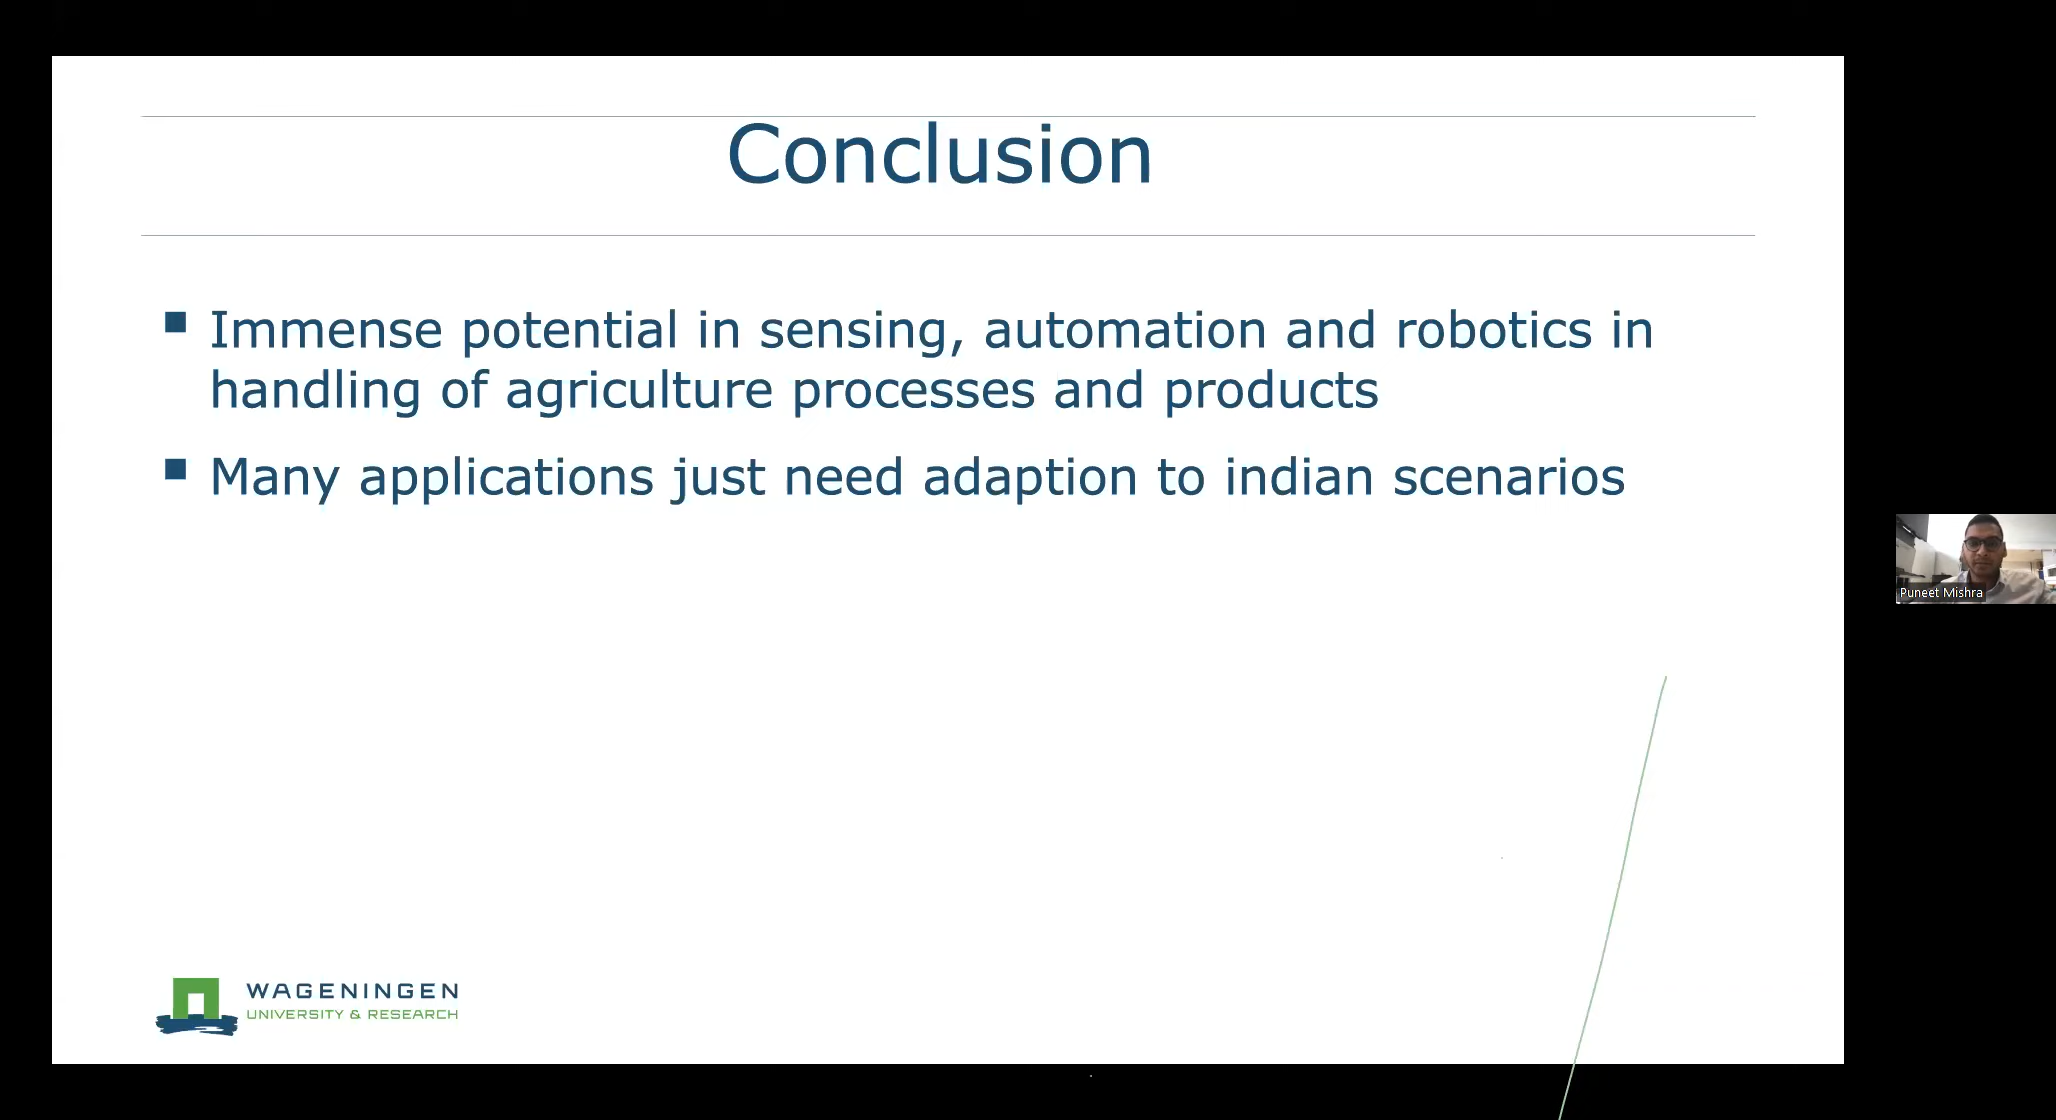 Conclusion
Immense potential in sensing, automation and robotics in
handling of agriculture processes and products
Many applications just need adaption to indian scenarios
Puneet Mishra
WAGENINGEN
UNIVERSITY & RESEARCH